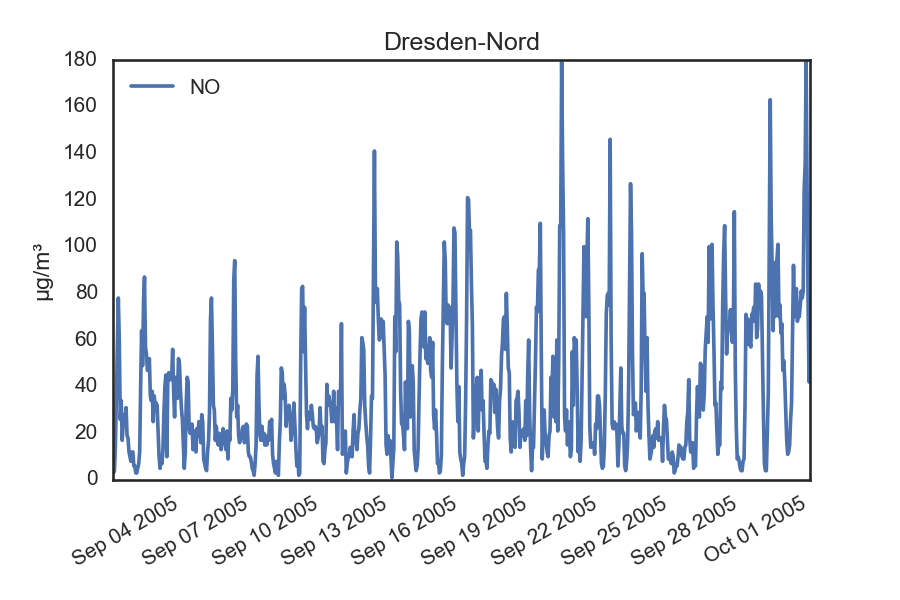 Dresden-Nord
NO
µg/m³
180
160
140
120
100
80
60
40
20
0
Sep 04 2005
Sep 07 2005
Sep 10 2005
Sep 13 2005
Sep 16 2005
Sep 19 2005
Sep 22 2005
Sep 25 2005
Sep 28 2005
Oct 01 2005